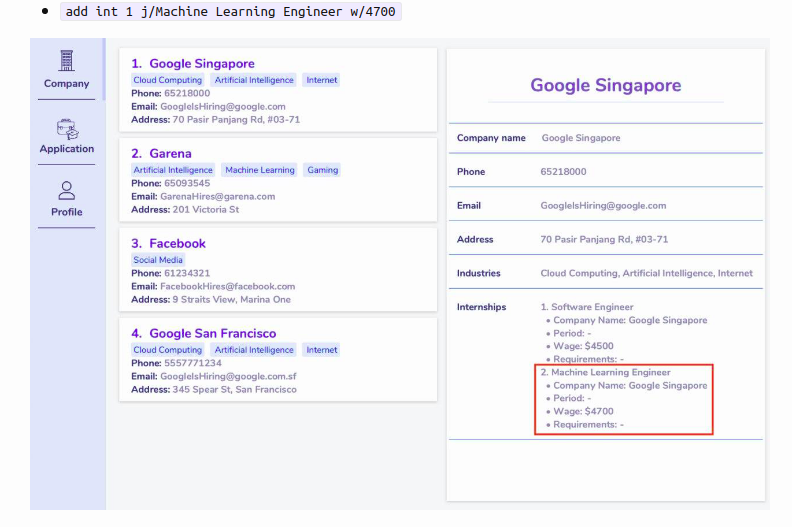 • add int 1 j/Machine Learning Engineer w/4700
Company
Application
Profile
1. Google Singapore
Cloud Computing Artificial Intelligence Internet
Phone: 65218000
Email: GoogleIsHiring@google.com
Address: 70 Pasir Panjang Rd, #03-71
2. Garena
Artificial Intelligence Machine Learning Gaming
Phone: 65093545
Email: GarenaHires@garena.com
Address: 201 Victoria St
3. Facebook
Social Media
Phone: 61234321
Email: FacebookHires@facebook.com
Address: 9 Straits View, Marina One
4. Google San Francisco
Cloud Computing Artificial Intelligence Internet
Phone: 5557771234
Email: GoogleIsHiring@google.com.sf
Address: 345 Spear St, San Francisco
Google Singapore
Company name Google Singapore
Phone 65218000
Email GoogleIsHiring@google.com
Address 70 Pasir Panjang Rd, #03-71
Industries Cloud Computing, Artificial Intelligence, Internet
Internships 1. Software Engineer
• Company Name: Google Singapore
• Period: -
• Wage: $4500
• Requirements: -
2. Machine Learning Engineer
• Company Name: Google Singapore
• Period: -
• Wage: $4700
• Requirements: -